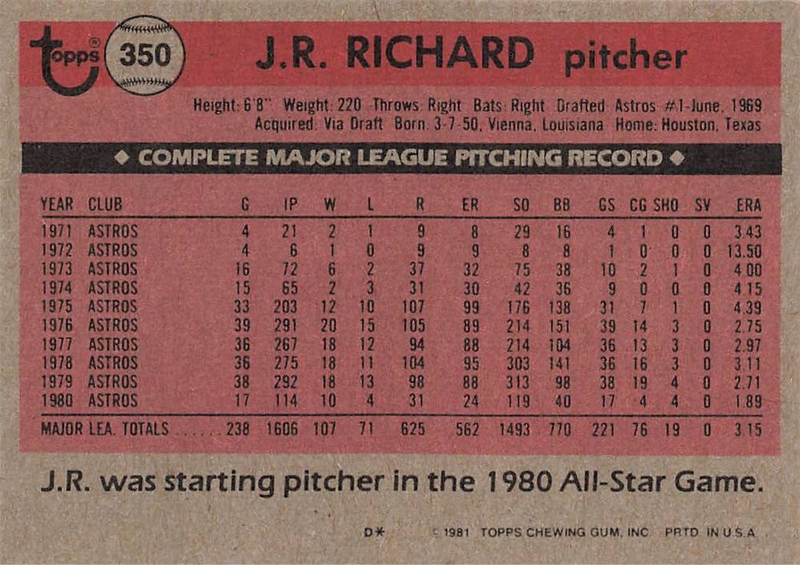 Topps® 350 J.R. RICHARD pitcher
Height: 6'8" Weight: 220 Throws: Right Bats: Right Drafted: Astros #1-June, 1969
Acquired: Via Draft Born: 3-7-50, Vienna, Louisiana Home: Houston, Texas
◆ COMPLETE MAJOR LEAGUE PITCHING RECORD ◆
YEAR CLUB G IP W L R ER SO BB GS CG SHO SV ERA
1971 ASTROS 4 21 2 1 9 8 29 16 4 1 0 0 3.43
1972 ASTROS 4 6 1 0 9 9 8 8 1 0 0 0 13.50
1973 ASTROS 16 72 6 2 37 32 75 38 10 2 1 0 4.00
1974 ASTROS 15 65 2 3 31 30 42 36 9 0 0 0 4.15
1975 ASTROS 33 203 12 10 107 99 176 138 31 7 1 0 4.39
1976 ASTROS 39 291 20 15 105 89 214 151 39 14 3 0 2.75
1977 ASTROS 36 267 18 12 94 88 214 104 36 13 3 0 2.97
1978 ASTROS 36 275 18 11 104 95 303 141 36 16 3 0 3.11
1979 ASTROS 38 292 18 13 98 88 313 98 38 19 4 0 2.71
1980 ASTROS 17 114 10 4 31 24 119 40 17 4 4 0 1.89
MAJOR LEA. TOTALS ...... 238 1606 107 71 625 562 1493 770 221 76 19 0 3.15
J.R. was starting pitcher in the 1980 All-Star Game.
D* © 1981 TOPPS CHEWING GUM, INC. PRTD. IN U.S.A.